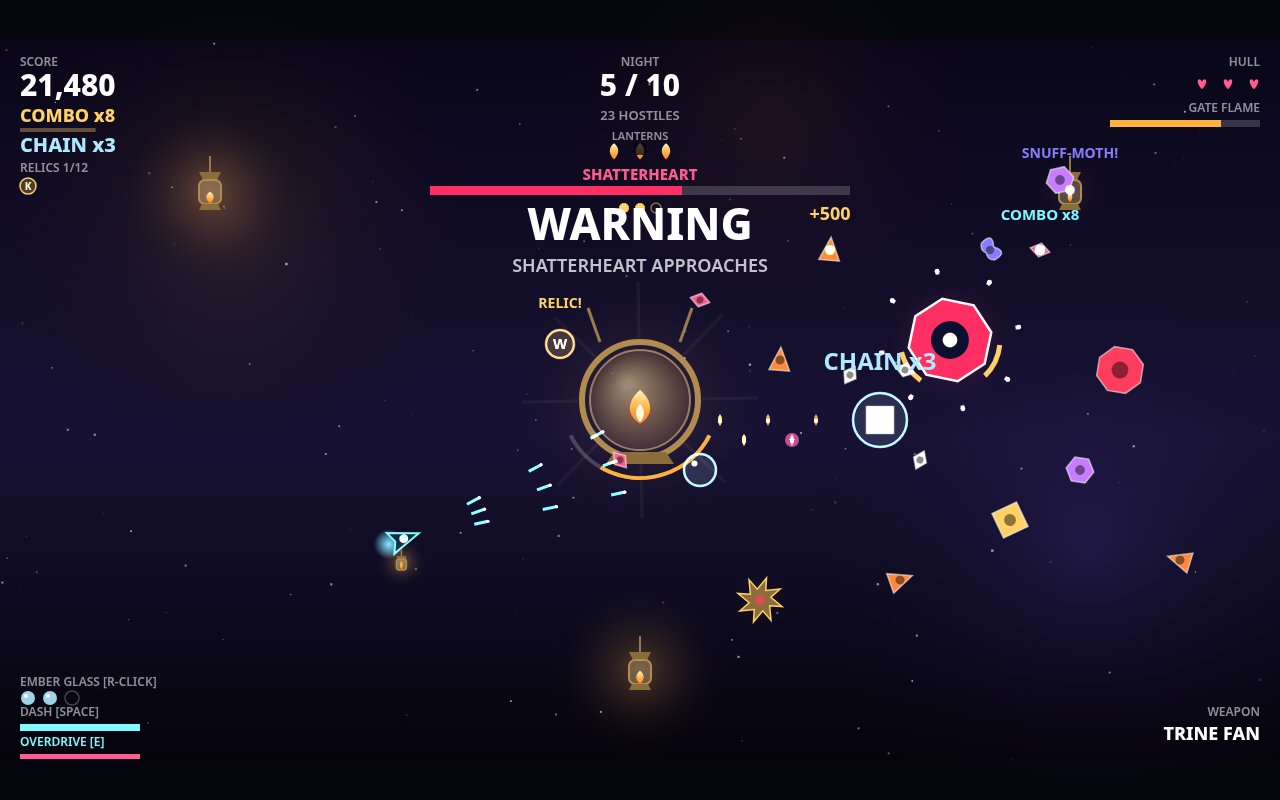 SCORE
21,480
COMBO x8
CHAIN x3
RELICS 1/12
K
NIGHT
5 / 10
23 HOSTILES
LANTERNS
SHATTERHEART
WARNING
SHATTERHEART APPROACHES
HULL
GATE FLAME
SNUFF-MOTH!
COMBO x8
+500
RELIC!
W
CHAIN x3
EMBER GLASS [R-CLICK]
DASH [SPACE]
OVERDRIVE [E]
WEAPON
TRINE FAN